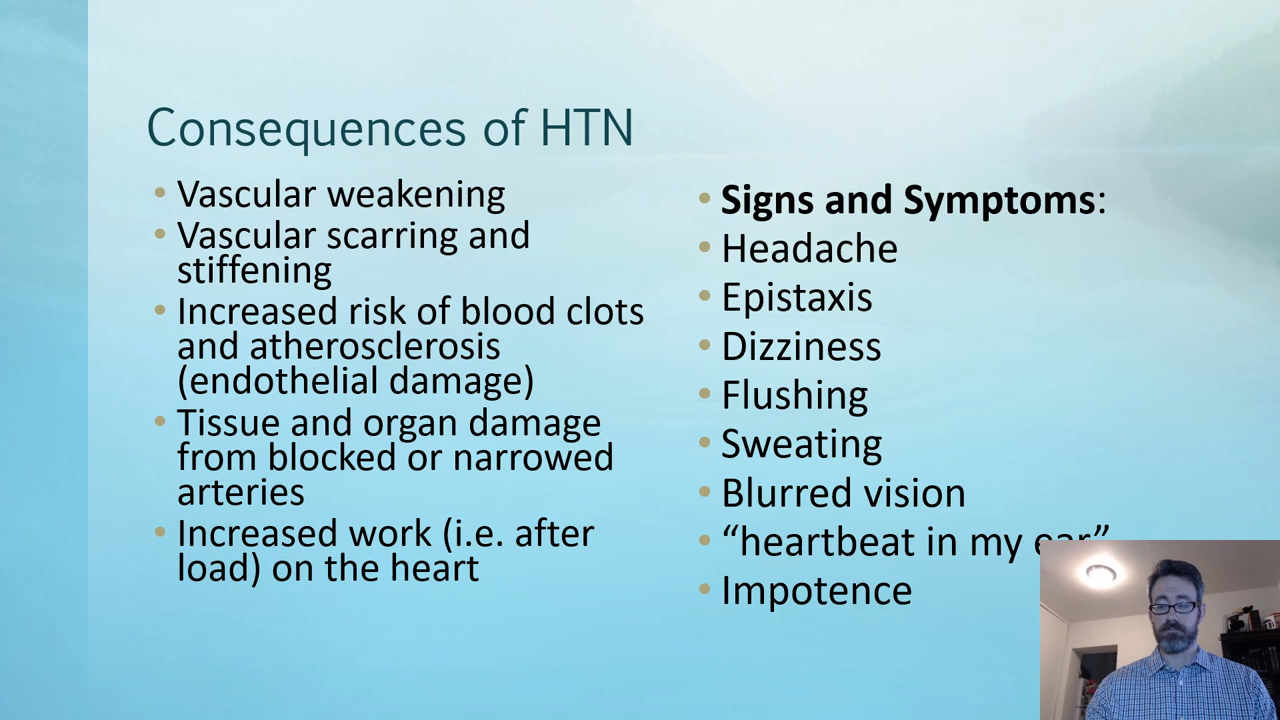 Consequences of HTN
• Vascular weakening
• Vascular scarring and
stiffening
• Increased risk of blood clots
and atherosclerosis
(endothelial damage)
• Tissue and organ damage
from blocked or narrowed
arteries
• Increased work (i.e. after
load) on the heart
• Signs and Symptoms:
• Headache
• Epistaxis
• Dizziness
• Flushing
• Sweating
• Blurred vision
• “heartbeat in my ear”
• Impotence